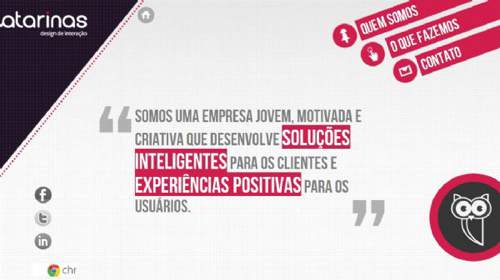 atarinas
design de interação
QUEM SOMOS
O QUE FAZEMOS
CONTATO
“
SOMOS UMA EMPRESA JOVEM, MOTIVADA E
CRIATIVA QUE DESENVOLVE SOLUÇÕES
INTELIGENTES PARA OS CLIENTES E
EXPERIÊNCIAS POSITIVAS PARA OS
USUÁRIOS.
”
chr